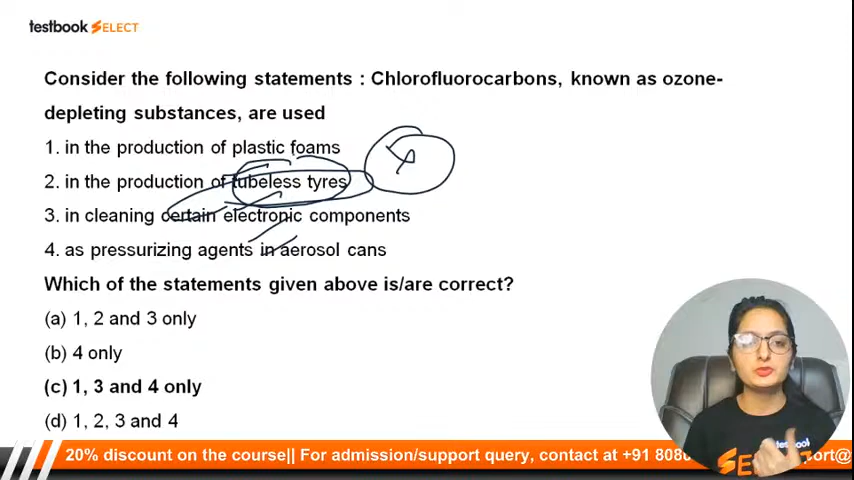 testbook SELECT
Consider the following statements : Chlorofluorocarbons, known as ozone-
depleting substances, are used
1. in the production of plastic foams
2. in the production of tubeless tyres
3. in cleaning certain electronic components
4. as pressurizing agents in aerosol cans
Which of the statements given above is/are correct?
(a) 1, 2 and 3 only
(b) 4 only
(c) 1, 3 and 4 only
(d) 1, 2, 3 and 4
testbook
SELE
20% discount on the course|| For admission/support query, contact at +91 808